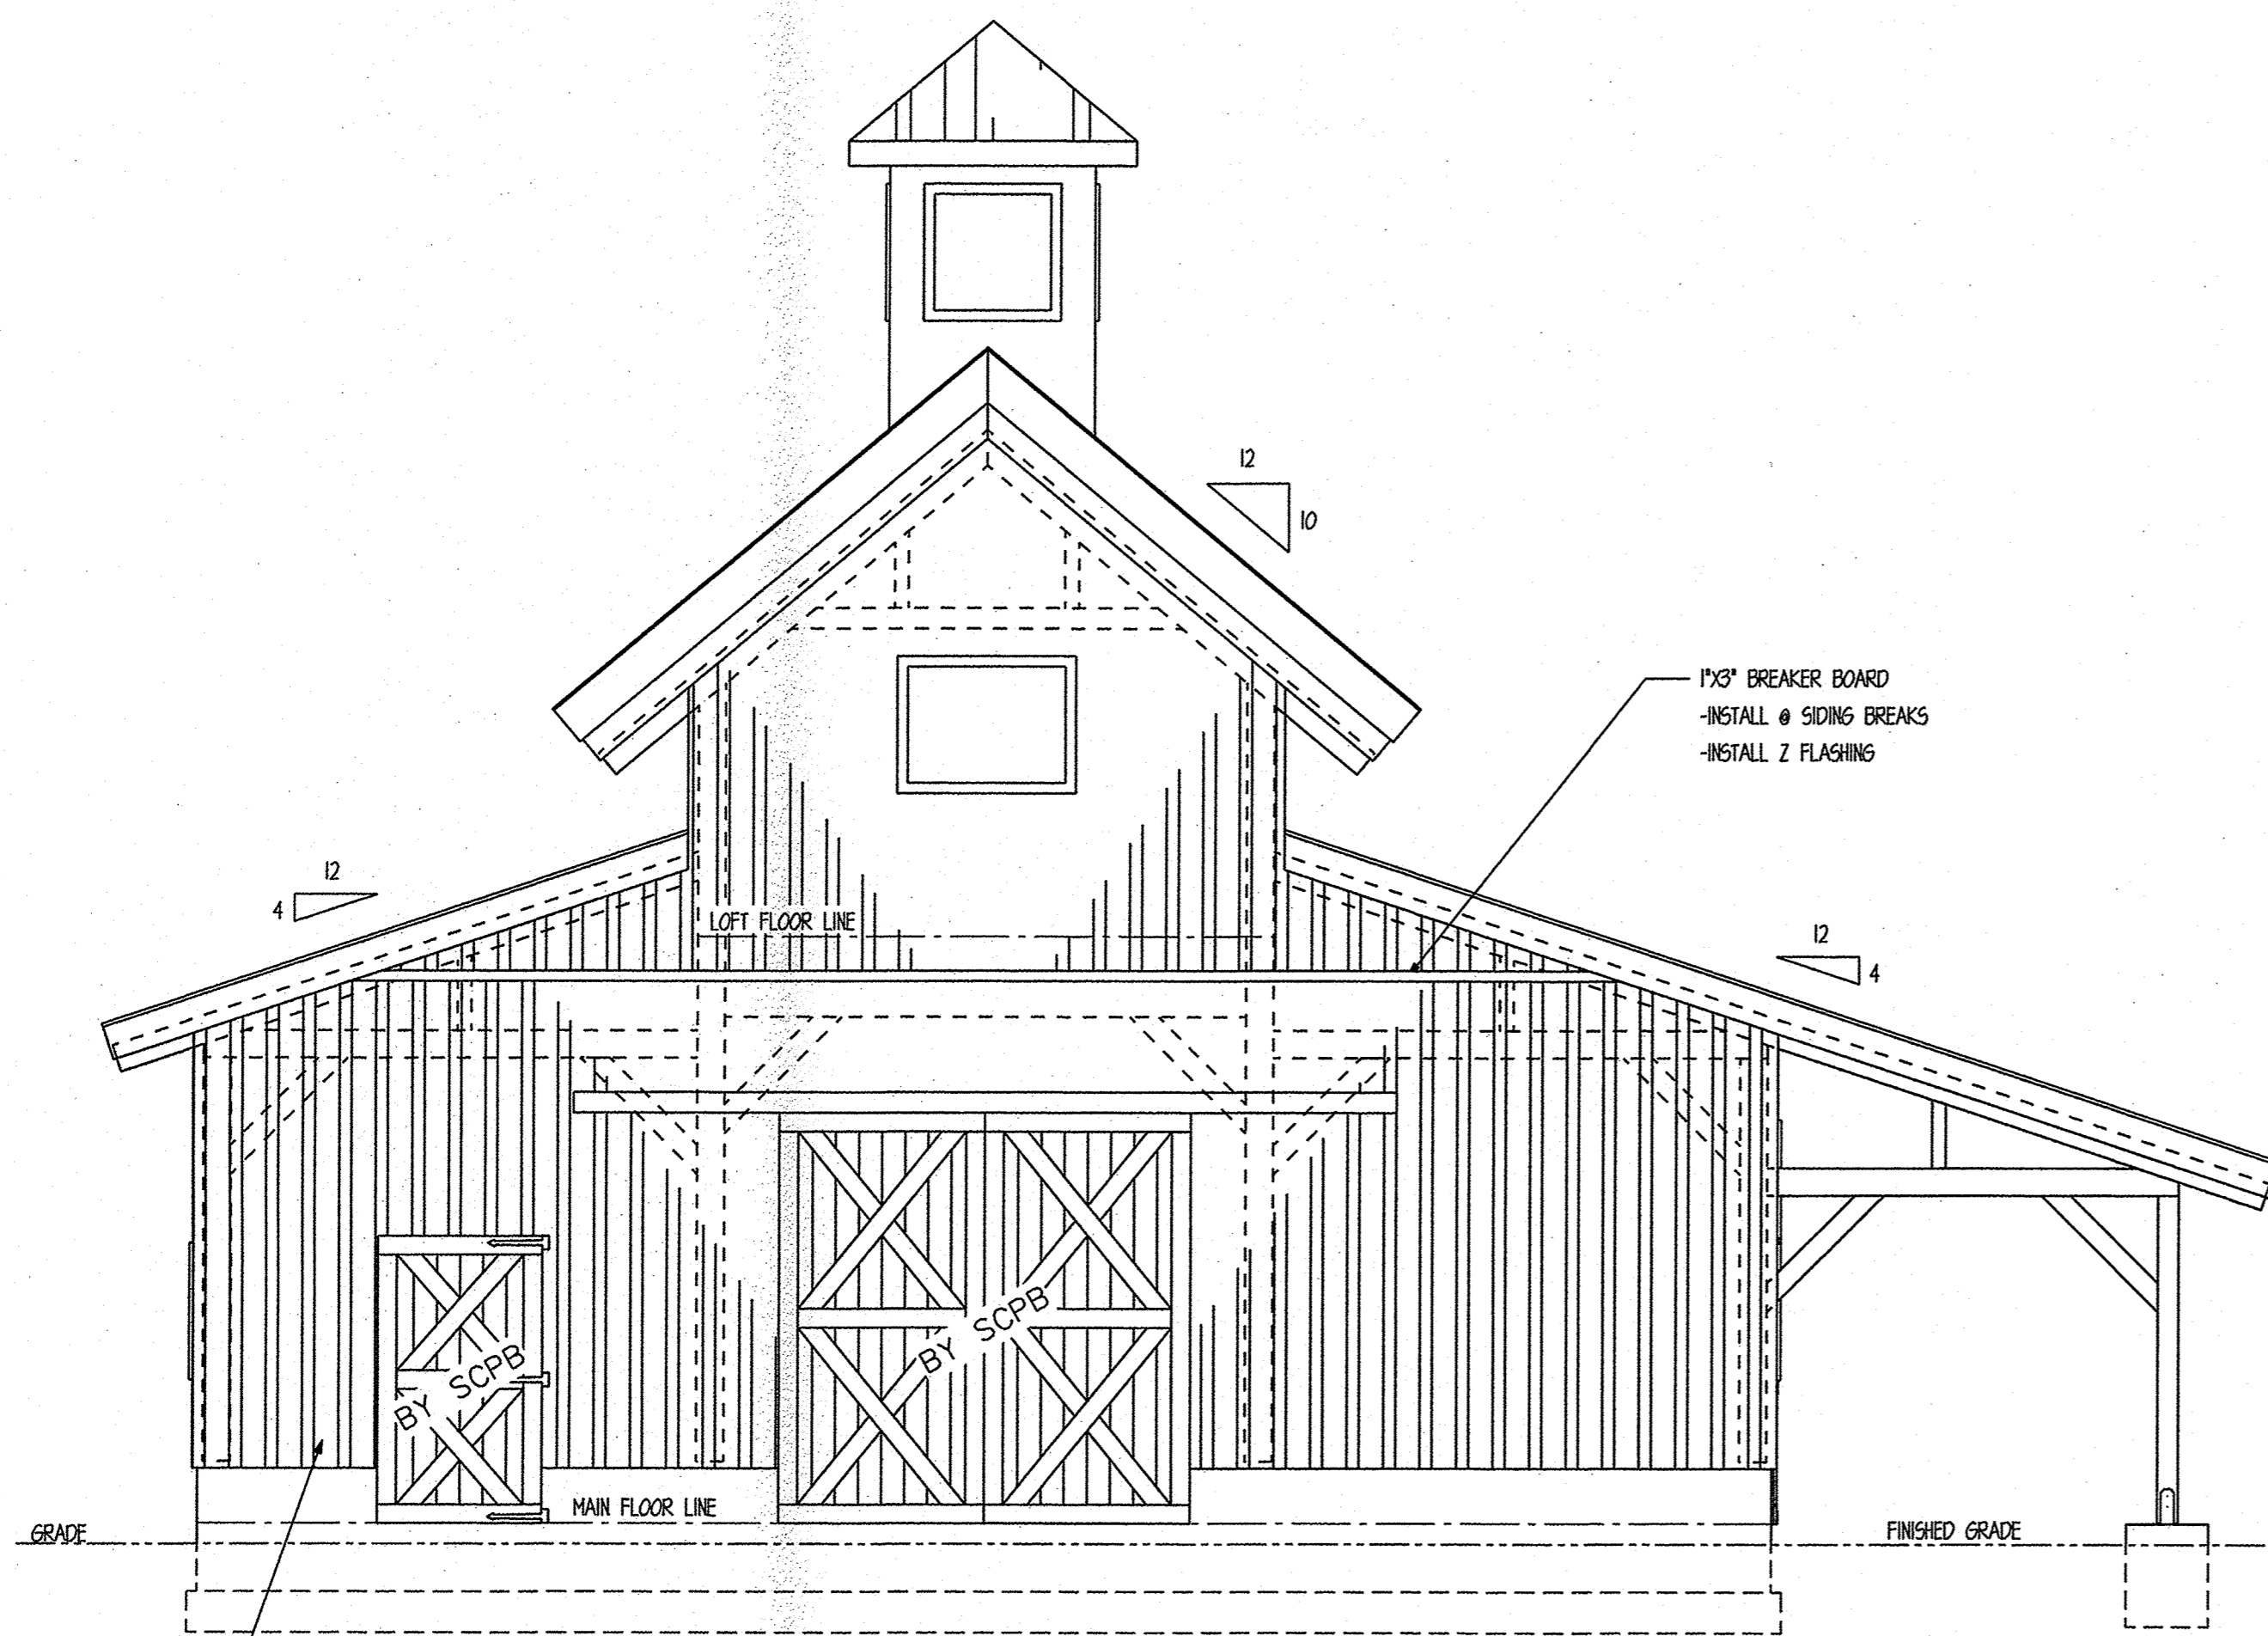 12
10
1"X3" BREAKER BOARD
-INSTALL @ SIDING BREAKS
-INSTALL Z FLASHING
12
4
LOFT FLOOR LINE
12
4
BY SCPB
BY SCPB
MAIN FLOOR LINE
GRADE
FINISHED GRADE